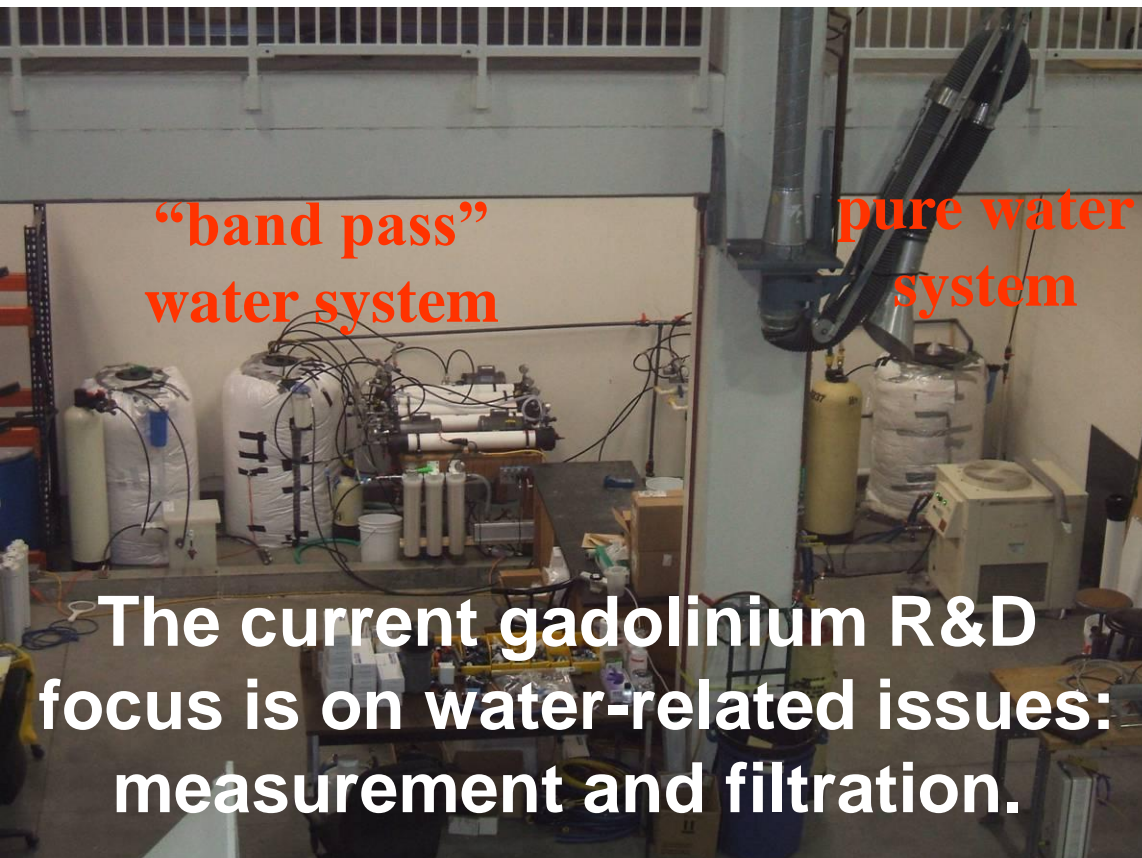 “band pass”
water system
pure water
system
The current gadolinium R&D
focus is on water-related issues:
measurement and filtration.